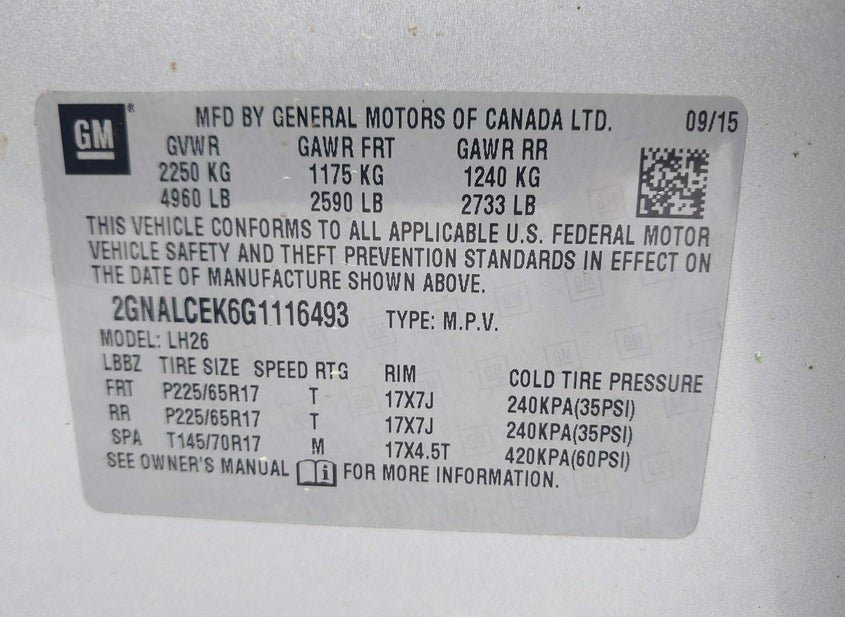 GM ® MFD BY GENERAL MOTORS OF CANADA LTD. 09/15
GVWR GAWR FRT GAWR RR
2250 KG 1175 KG 1240 KG
4960 LB 2590 LB 2733 LB
THIS VEHICLE CONFORMS TO ALL APPLICABLE U.S. FEDERAL MOTOR
VEHICLE SAFETY AND THEFT PREVENTION STANDARDS IN EFFECT ON
THE DATE OF MANUFACTURE SHOWN ABOVE.
2GNALCEK6G1116493 TYPE: M.P.V.
MODEL: LH26
LBBZ TIRE SIZE SPEED RTG RIM COLD TIRE PRESSURE
FRT P225/65R17 T 17X7J 240KPA(35PSI)
RR P225/65R17 T 17X7J 240KPA(35PSI)
SPA T145/70R17 M 17X4.5T 420KPA(60PSI)
SEE OWNER'S MANUAL i FOR MORE INFORMATION.